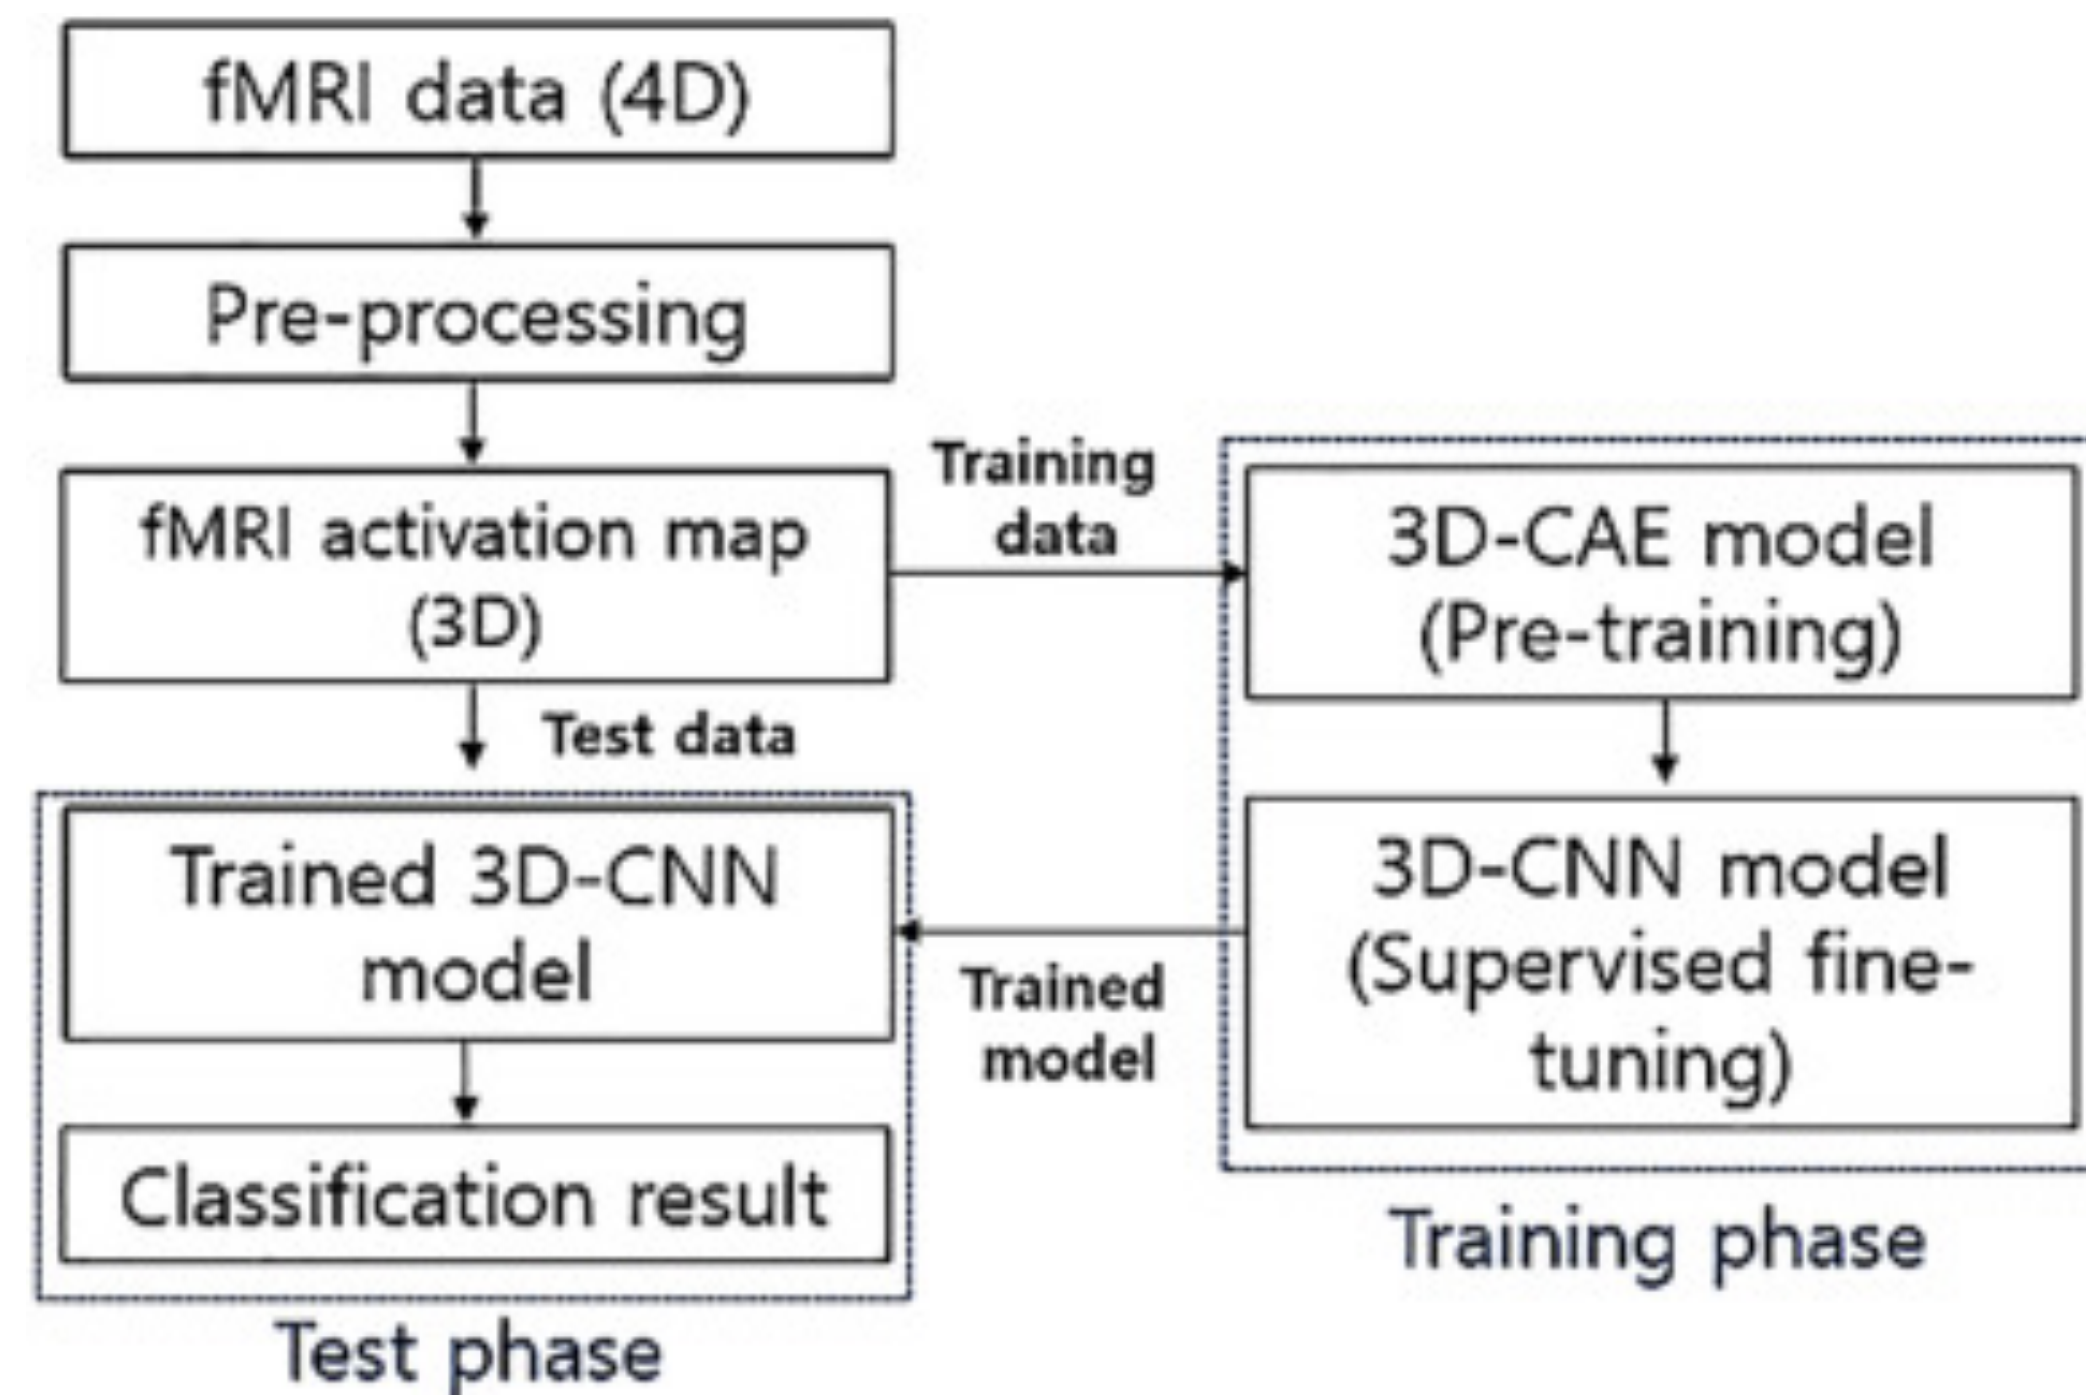 fMRI data (4D)
Pre-processing
fMRI activation map
(3D)
Training
data
3D-CAE model
(Pre-training)
Test data
Trained 3D-CNN
model
Trained
model
3D-CNN model
(Supervised fine-
tuning)
Classification result
Training phase
Test phase